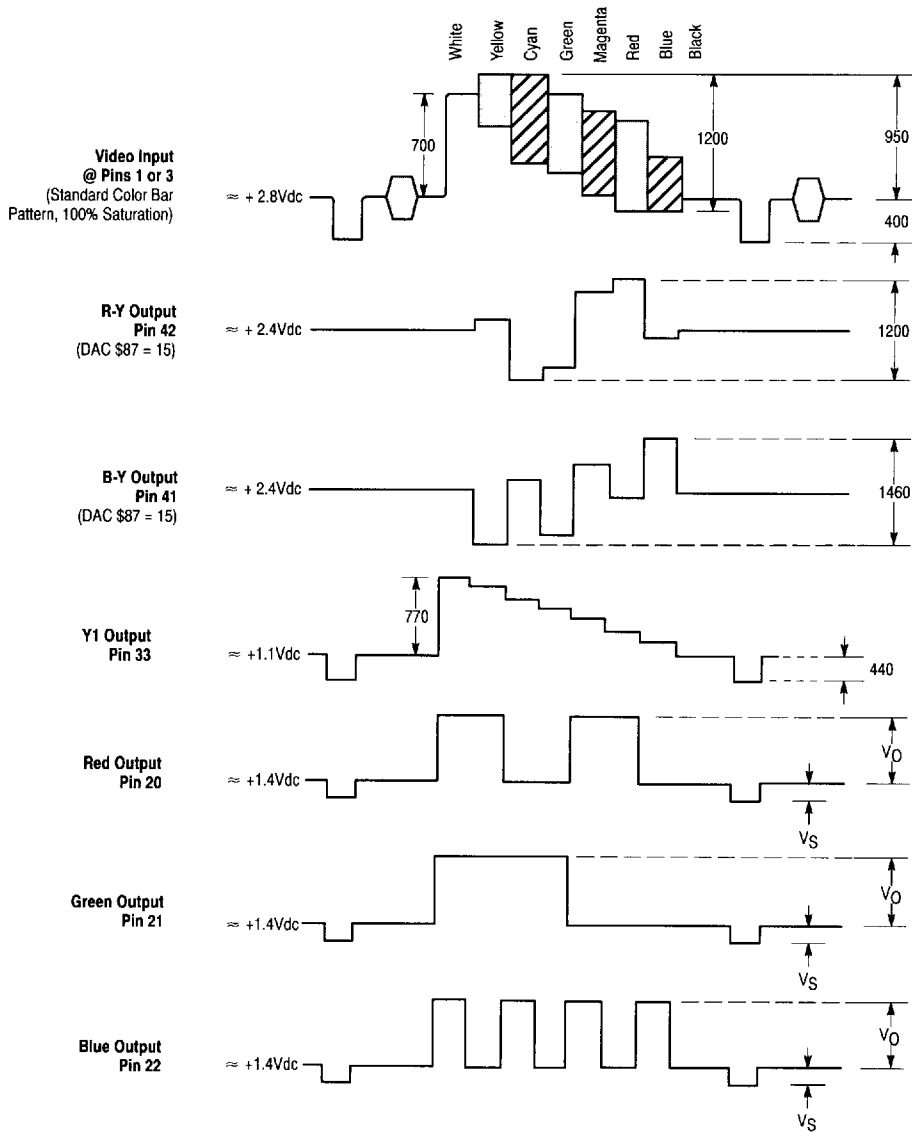 White
Yellow
Cyan
Green
Magenta
Red
Blue
Black
Video Input
@ Pins 1 or 3
(Standard Color Bar
Pattern, 100% Saturation)
≈ + 2.8Vdc
700
1200
950
400
R-Y Output
Pin 42
(DAC $87 = 15)
≈ + 2.4Vdc
1200
B-Y Output
Pin 41
(DAC $87 = 15)
≈ + 2.4Vdc
1460
Y1 Output
Pin 33
≈ +1.1Vdc
770
440
Red Output
Pin 20
≈ +1.4Vdc
VO
VS
Green Output
Pin 21
≈ +1.4Vdc
VO
VS
Blue Output
Pin 22
≈ +1.4Vdc
VO
VS